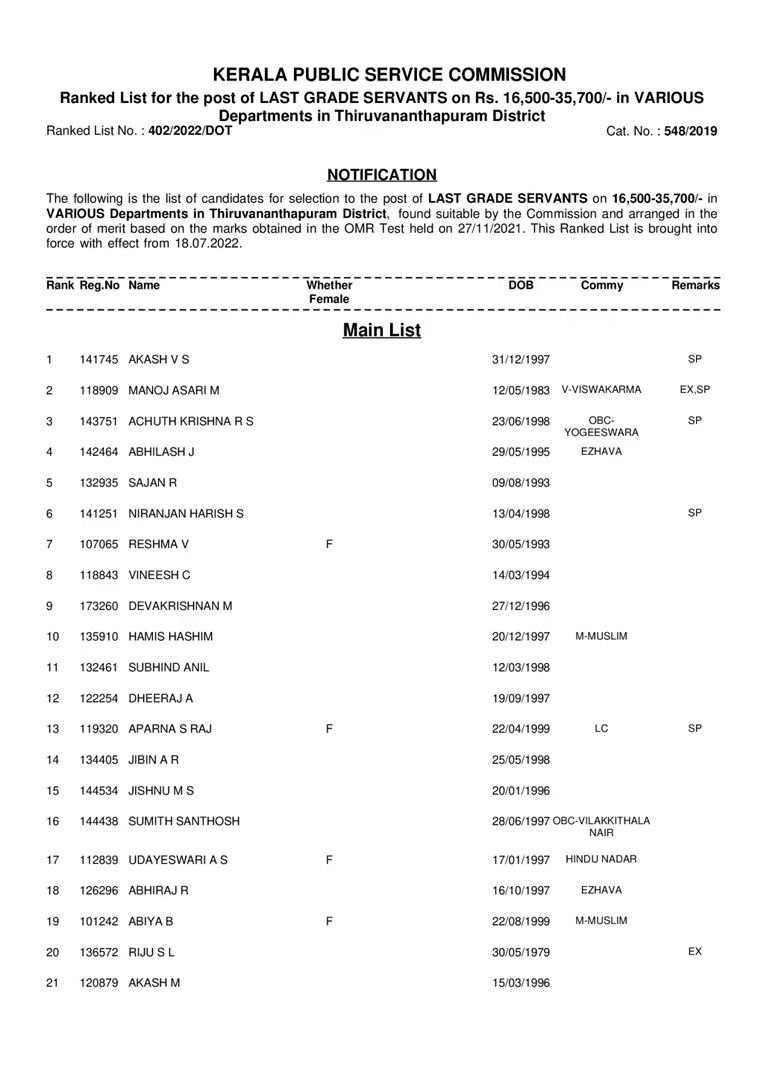 KERALA PUBLIC SERVICE COMMISSION
Ranked List for the post of LAST GRADE SERVANTS on Rs. 16,500-35,700/- in VARIOUS
Departments in Thiruvananthapuram District
Ranked List No. : 402/2022/DOT Cat. No. : 548/2019
NOTIFICATION
The following is the list of candidates for selection to the post of LAST GRADE SERVANTS on 16,500-35,700/- in
VARIOUS Departments in Thiruvananthapuram District, found suitable by the Commission and arranged in the
order of merit based on the marks obtained in the OMR Test held on 27/11/2021. This Ranked List is brought into
force with effect from 18.07.2022.
Rank Reg.No Name Whether DOB Commy Remarks
Female
Main List
1 141745 AKASH V S 31/12/1997 SP
2 118909 MANOJ ASARI M 12/05/1983 V-VISWAKARMA EX,SP
3 143751 ACHUTH KRISHNA R S 23/06/1998 OBC- SP
YOGEESWARA
4 142464 ABHILASH J 29/05/1995 EZHAVA
5 132935 SAJAN R 09/08/1993
6 141251 NIRANJAN HARISH S 13/04/1998 SP
7 107065 RESHMA V F 30/05/1993
8 118843 VINEESH C 14/03/1994
9 173260 DEVAKRISHNAN M 27/12/1996
10 135910 HAMIS HASHIM 20/12/1997 M-MUSLIM
11 132461 SUBHIND ANIL 12/03/1998
12 122254 DHEERAJ A 19/09/1997
13 119320 APARNA S RAJ F 22/04/1999 LC SP
14 134405 JIBIN A R 25/05/1998
15 144534 JISHNU M S 20/01/1996
16 144438 SUMITH SANTHOSH 28/06/1997 OBC-VILAKKITHALA
NAIR
17 112839 UDAYESWARI A S F 17/01/1997 HINDU NADAR
18 126296 ABHIRAJ R 16/10/1997 EZHAVA
19 101242 ABIYA B F 22/08/1999 M-MUSLIM
20 136572 RIJU S L 30/05/1979 EX
21 120879 AKASH M 15/03/1996